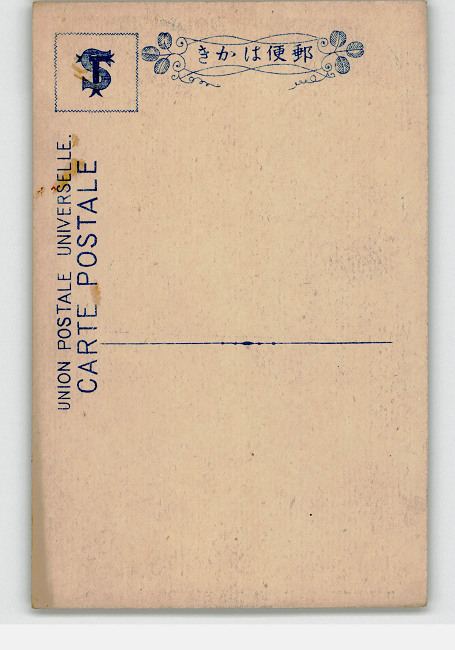 郵便はかき
UNION POSTALE UNIVERSELLE.
CARTE POSTALE